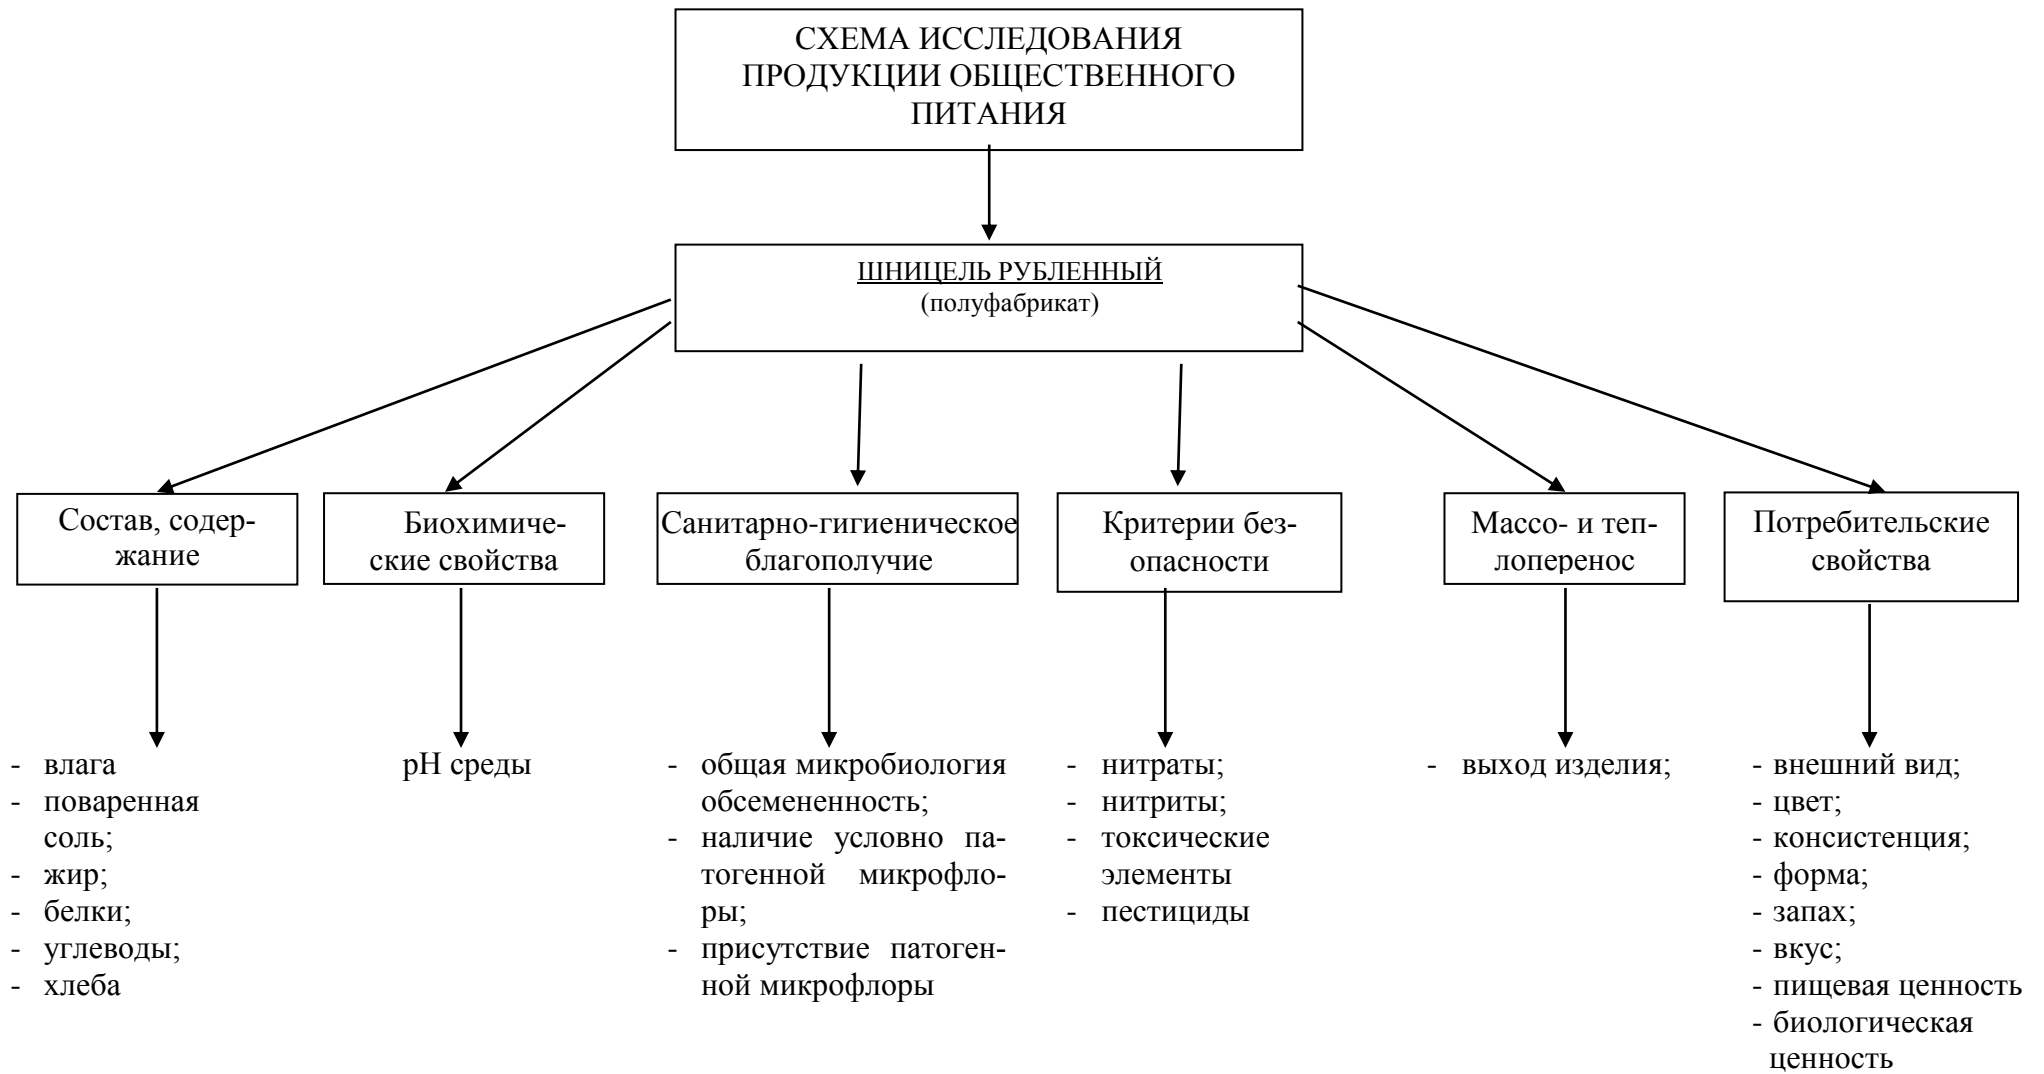 СХЕМА ИССЛЕДОВАНИЯ
ПРОДУКЦИИ ОБЩЕСТВЕННОГО
ПИТАНИЯ
ШНИЦЕЛЬ РУБЛЕННЫЙ
(полуфабрикат)
Состав, содер-
жание
Биохимиче-
ские свойства
Санитарно-гигиеническое
благополучие
Критерии без-
опасности
Массо- и теп-
лоперенос
Потребительские
свойства
- влага
- поваренная
соль;
- жир;
- белки;
- углеводы;
- хлеба
pH среды
- общая микробиология
обсемененность;
- наличие условно па-
тогенной микрофло-
ры;
- присутствие патоген-
ной микрофлоры
- нитраты;
- нитриты;
- токсические
элементы
- пестициды
- выход изделия;
- внешний вид;
- цвет;
- консистенция;
- форма;
- запах;
- вкус;
- пищевая ценность
- биологическая
ценность